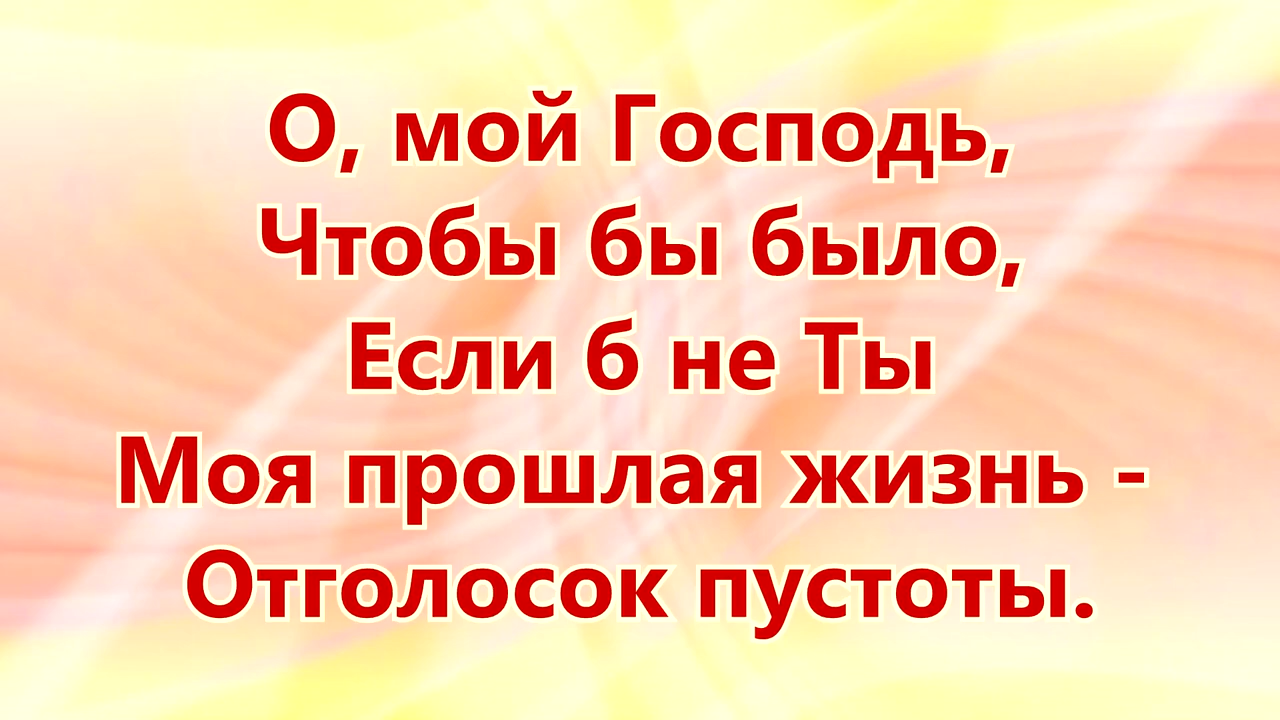 О, мой Господь,
Чтобы бы было,
Если б не Ты
Моя прошлая жизнь -
Отголосок пустоты.